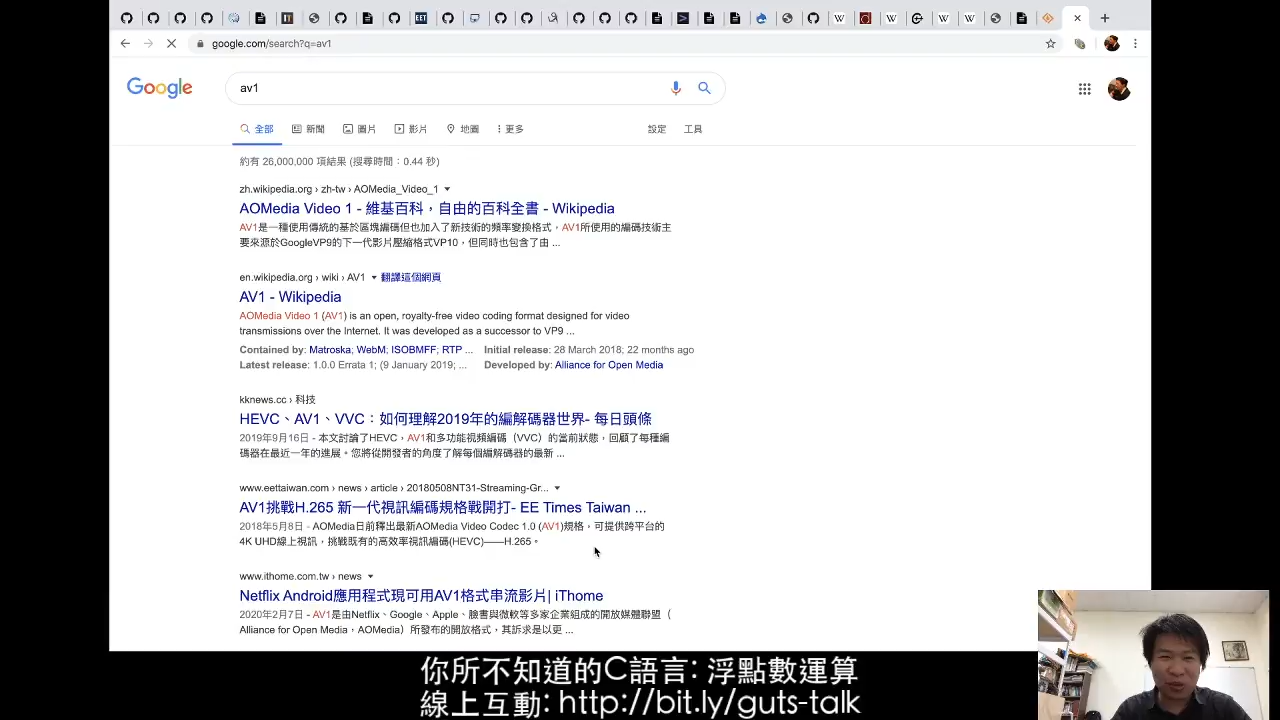 google.com/search?q=av1
Google
av1
全部
新聞
圖片
影片
地圖
更多
設定
工具
約有 26,000,000 項結果 (搜尋時間：0.44 秒)
zh.wikipedia.org › zh-tw › AOMedia_Video_1
AOMedia Video 1 - 維基百科，自由的百科全書 - Wikipedia
AV1是一種使用傳統的基於區塊編碼但也加入了新技術的頻率變換格式，AV1所使用的編碼技術主
要來源於GoogleVP9的下一代影片壓縮格式VP10，但同時也包含了由 ...
en.wikipedia.org › wiki › AV1 翻譯這個網頁
AV1 - Wikipedia
AOMedia Video 1 (AV1) is an open, royalty-free video coding format designed for video
transmissions over the Internet. It was developed as a successor to VP9 ...
Contained by: Matroska; WebM; ISOBMFF; RTP ... Initial release: 28 March 2018; 22 months ago
Latest release: 1.0.0 Errata 1; (9 January 2019; ... Developed by: Alliance for Open Media
kknews.cc › 科技
HEVC、AV1、VVC：如何理解2019年的編解碼器世界- 每日頭條
2019年9月16日 - 本文討論了HEVC，AV1和多功能視頻編碼（VVC）的當前狀態，回顧了每種編
碼器在最近一年的進展。您將從開發者的角度了解每個編解碼器的最新 ...
www.eettaiwan.com › news › article › 20180508NT31-Streaming-Gr...
AV1挑戰H.265 新一代視訊編碼規格戰開打- EE Times Taiwan ...
2018年5月8日 - AOMedia日前釋出最新AOMedia Video Codec 1.0 (AV1)規格，可提供跨平台的
4K UHD線上視訊，挑戰既有的高效率視訊編碼(HEVC)——H.265。
www.ithome.com.tw › news
Netflix Android應用程式現可用AV1格式串流影片| iThome
2020年2月7日 - AV1是由Netflix、Google、Apple、臉書與微軟等多家企業組成的開放媒體聯盟（
Alliance for Open Media，AOMedia）所發布的開放格式，其訴求是以更 ...
你所不知道的C語言: 浮點數運算
線上互動: http://bit.ly/guts-talk